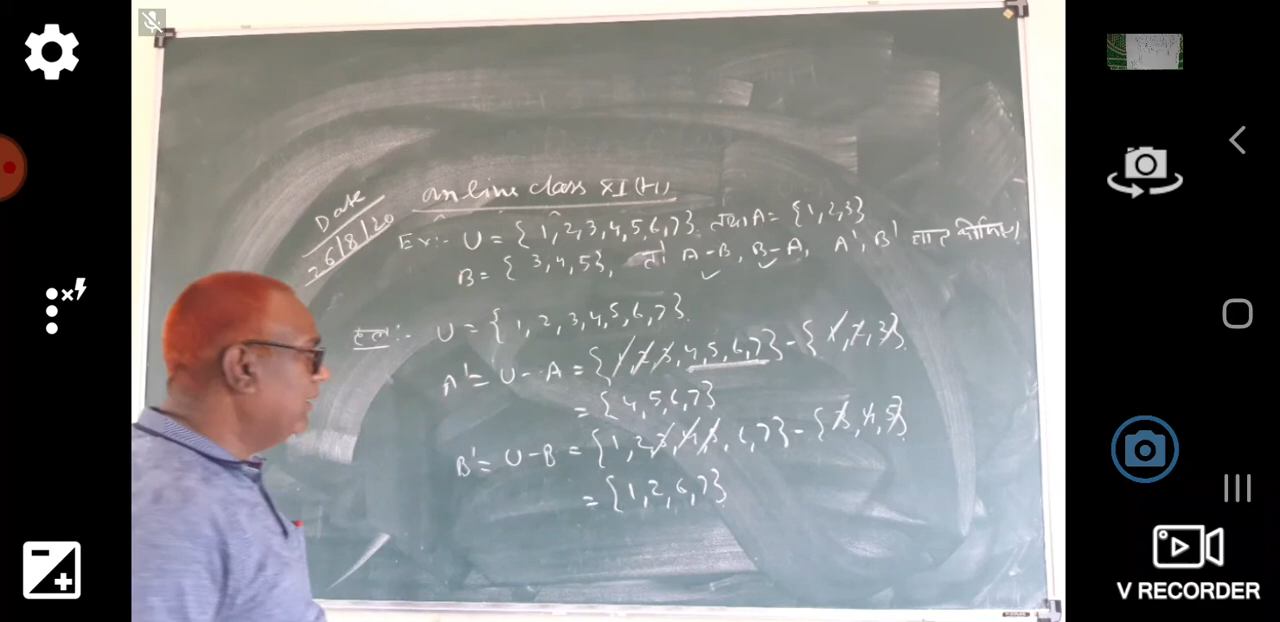 Date
26/8/20
on line class XI (H)
Ex:- U = { 1, 2, 3, 4, 5, 6, 7 } तथा A = { 1, 2, 3 }
B = { 3, 4, 5 }, तो A - B, B - A, A', B' ज्ञात कीजिए।
हल:- U = { 1, 2, 3, 4, 5, 6, 7 }
A' = U - A = { 1, 2, 3, 4, 5, 6, 7 } - { 1, 2, 3 }
= { 4, 5, 6, 7 }
B' = U - B = { 1, 2, 3, 4, 5, 6, 7 } - { 3, 4, 5 }
= { 1, 2, 6, 7 }
V RECORDER